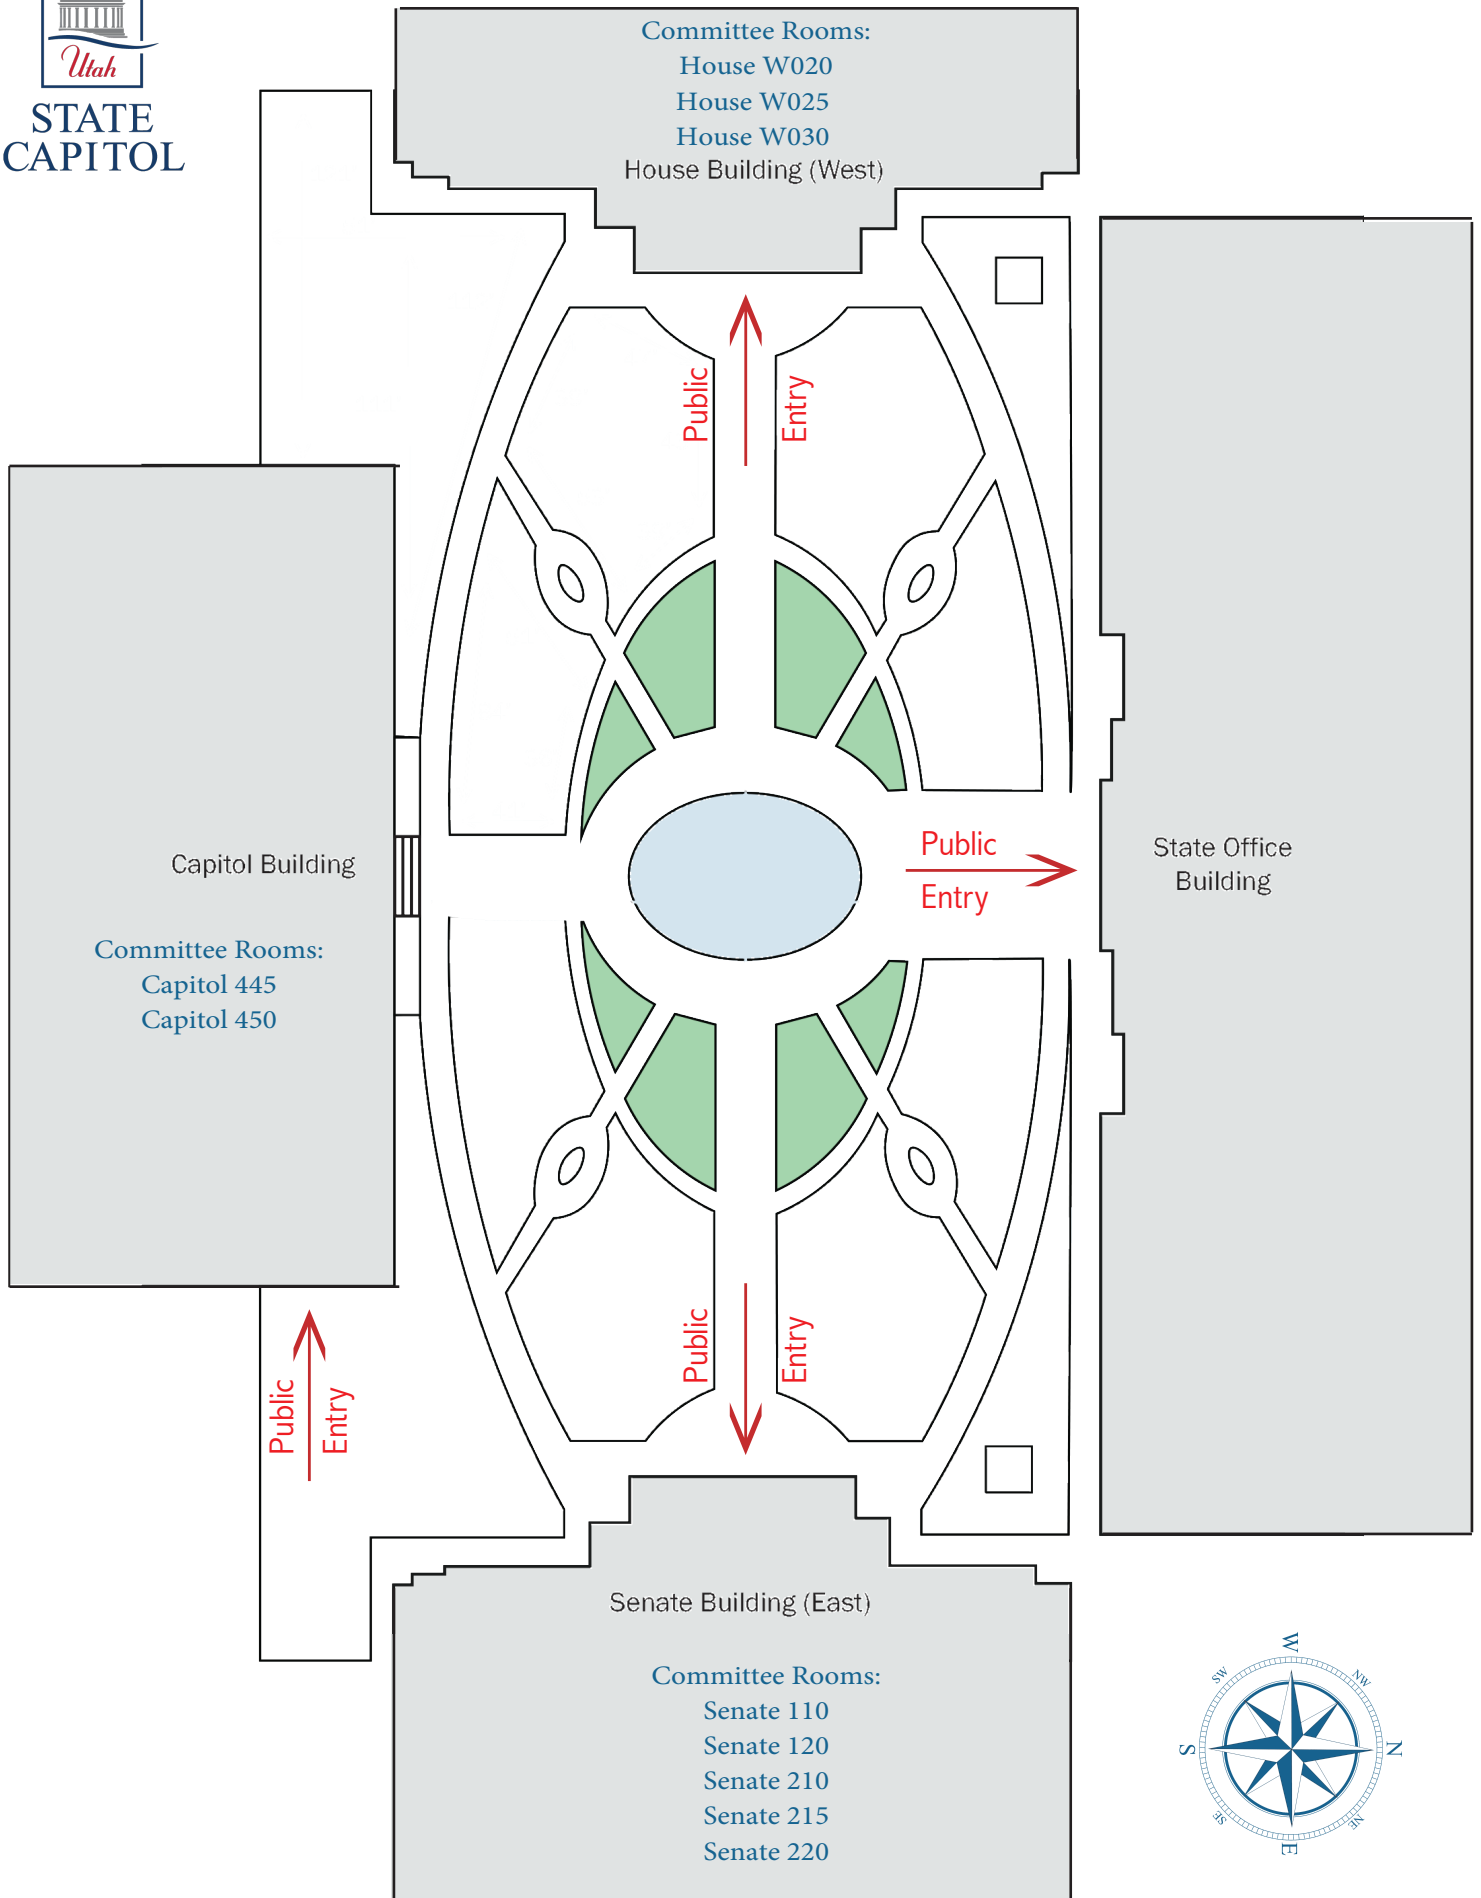 Utah
STATE
CAPITOL
Committee Rooms:
House W020
House W025
House W030
House Building (West)
Public
Entry
Capitol Building
Committee Rooms:
Capitol 445
Capitol 450
Public
Entry
State Office
Building
Public
Entry
Public
Entry
Senate Building (East)
Committee Rooms:
Senate 110
Senate 120
Senate 210
Senate 215
Senate 220
W
SW
NW
S
N
SE
NE
E